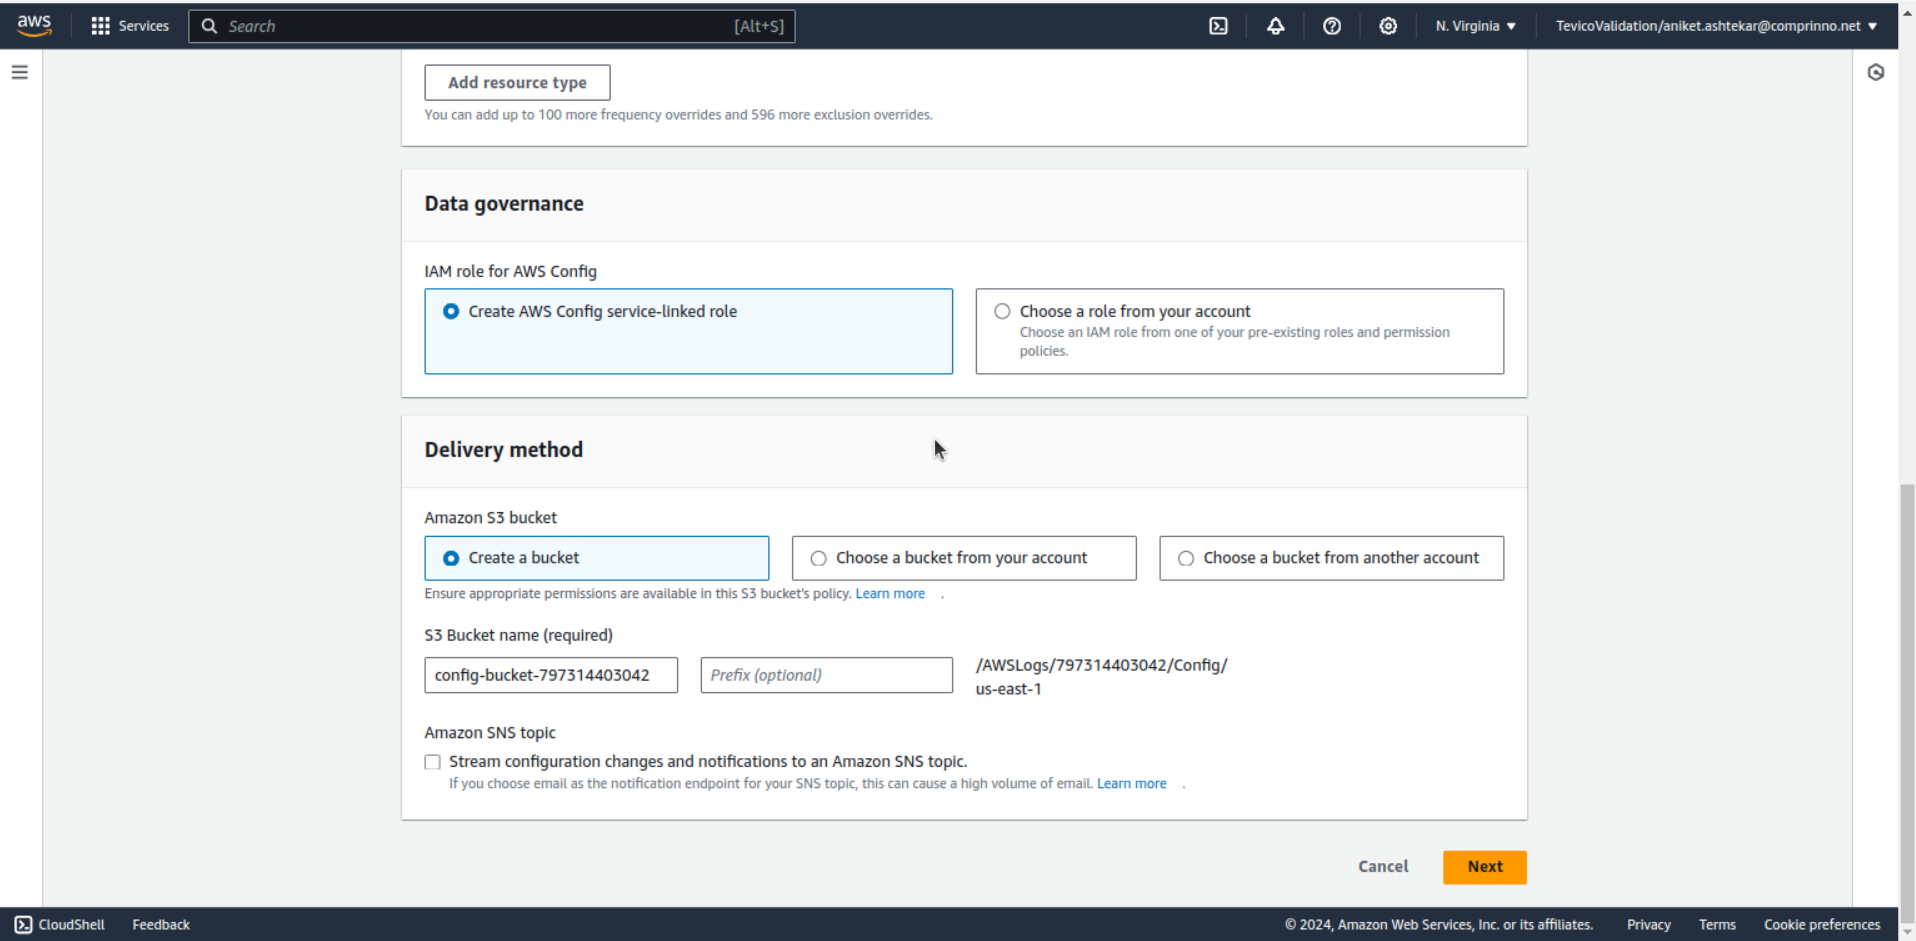 aws
Services
Search
[Alt+S]
N. Virginia
TevicoValidation/aniket.ashtekar@comprinno.net
Add resource type
You can add up to 100 more frequency overrides and 596 more exclusion overrides.
Data governance
IAM role for AWS Config
Create AWS Config service-linked role
Choose a role from your account
Choose an IAM role from one of your pre-existing roles and permission
policies.
Delivery method
Amazon S3 bucket
Create a bucket
Choose a bucket from your account
Choose a bucket from another account
Ensure appropriate permissions are available in this S3 bucket's policy. Learn more .
S3 Bucket name (required)
config-bucket-797314403042
Prefix (optional)
/AWSLogs/797314403042/Config/
us-east-1
Amazon SNS topic
Stream configuration changes and notifications to an Amazon SNS topic.
If you choose email as the notification endpoint for your SNS topic, this can cause a high volume of email. Learn more .
Cancel
Next
CloudShell
Feedback
© 2024, Amazon Web Services, Inc. or its affiliates.
Privacy
Terms
Cookie preferences